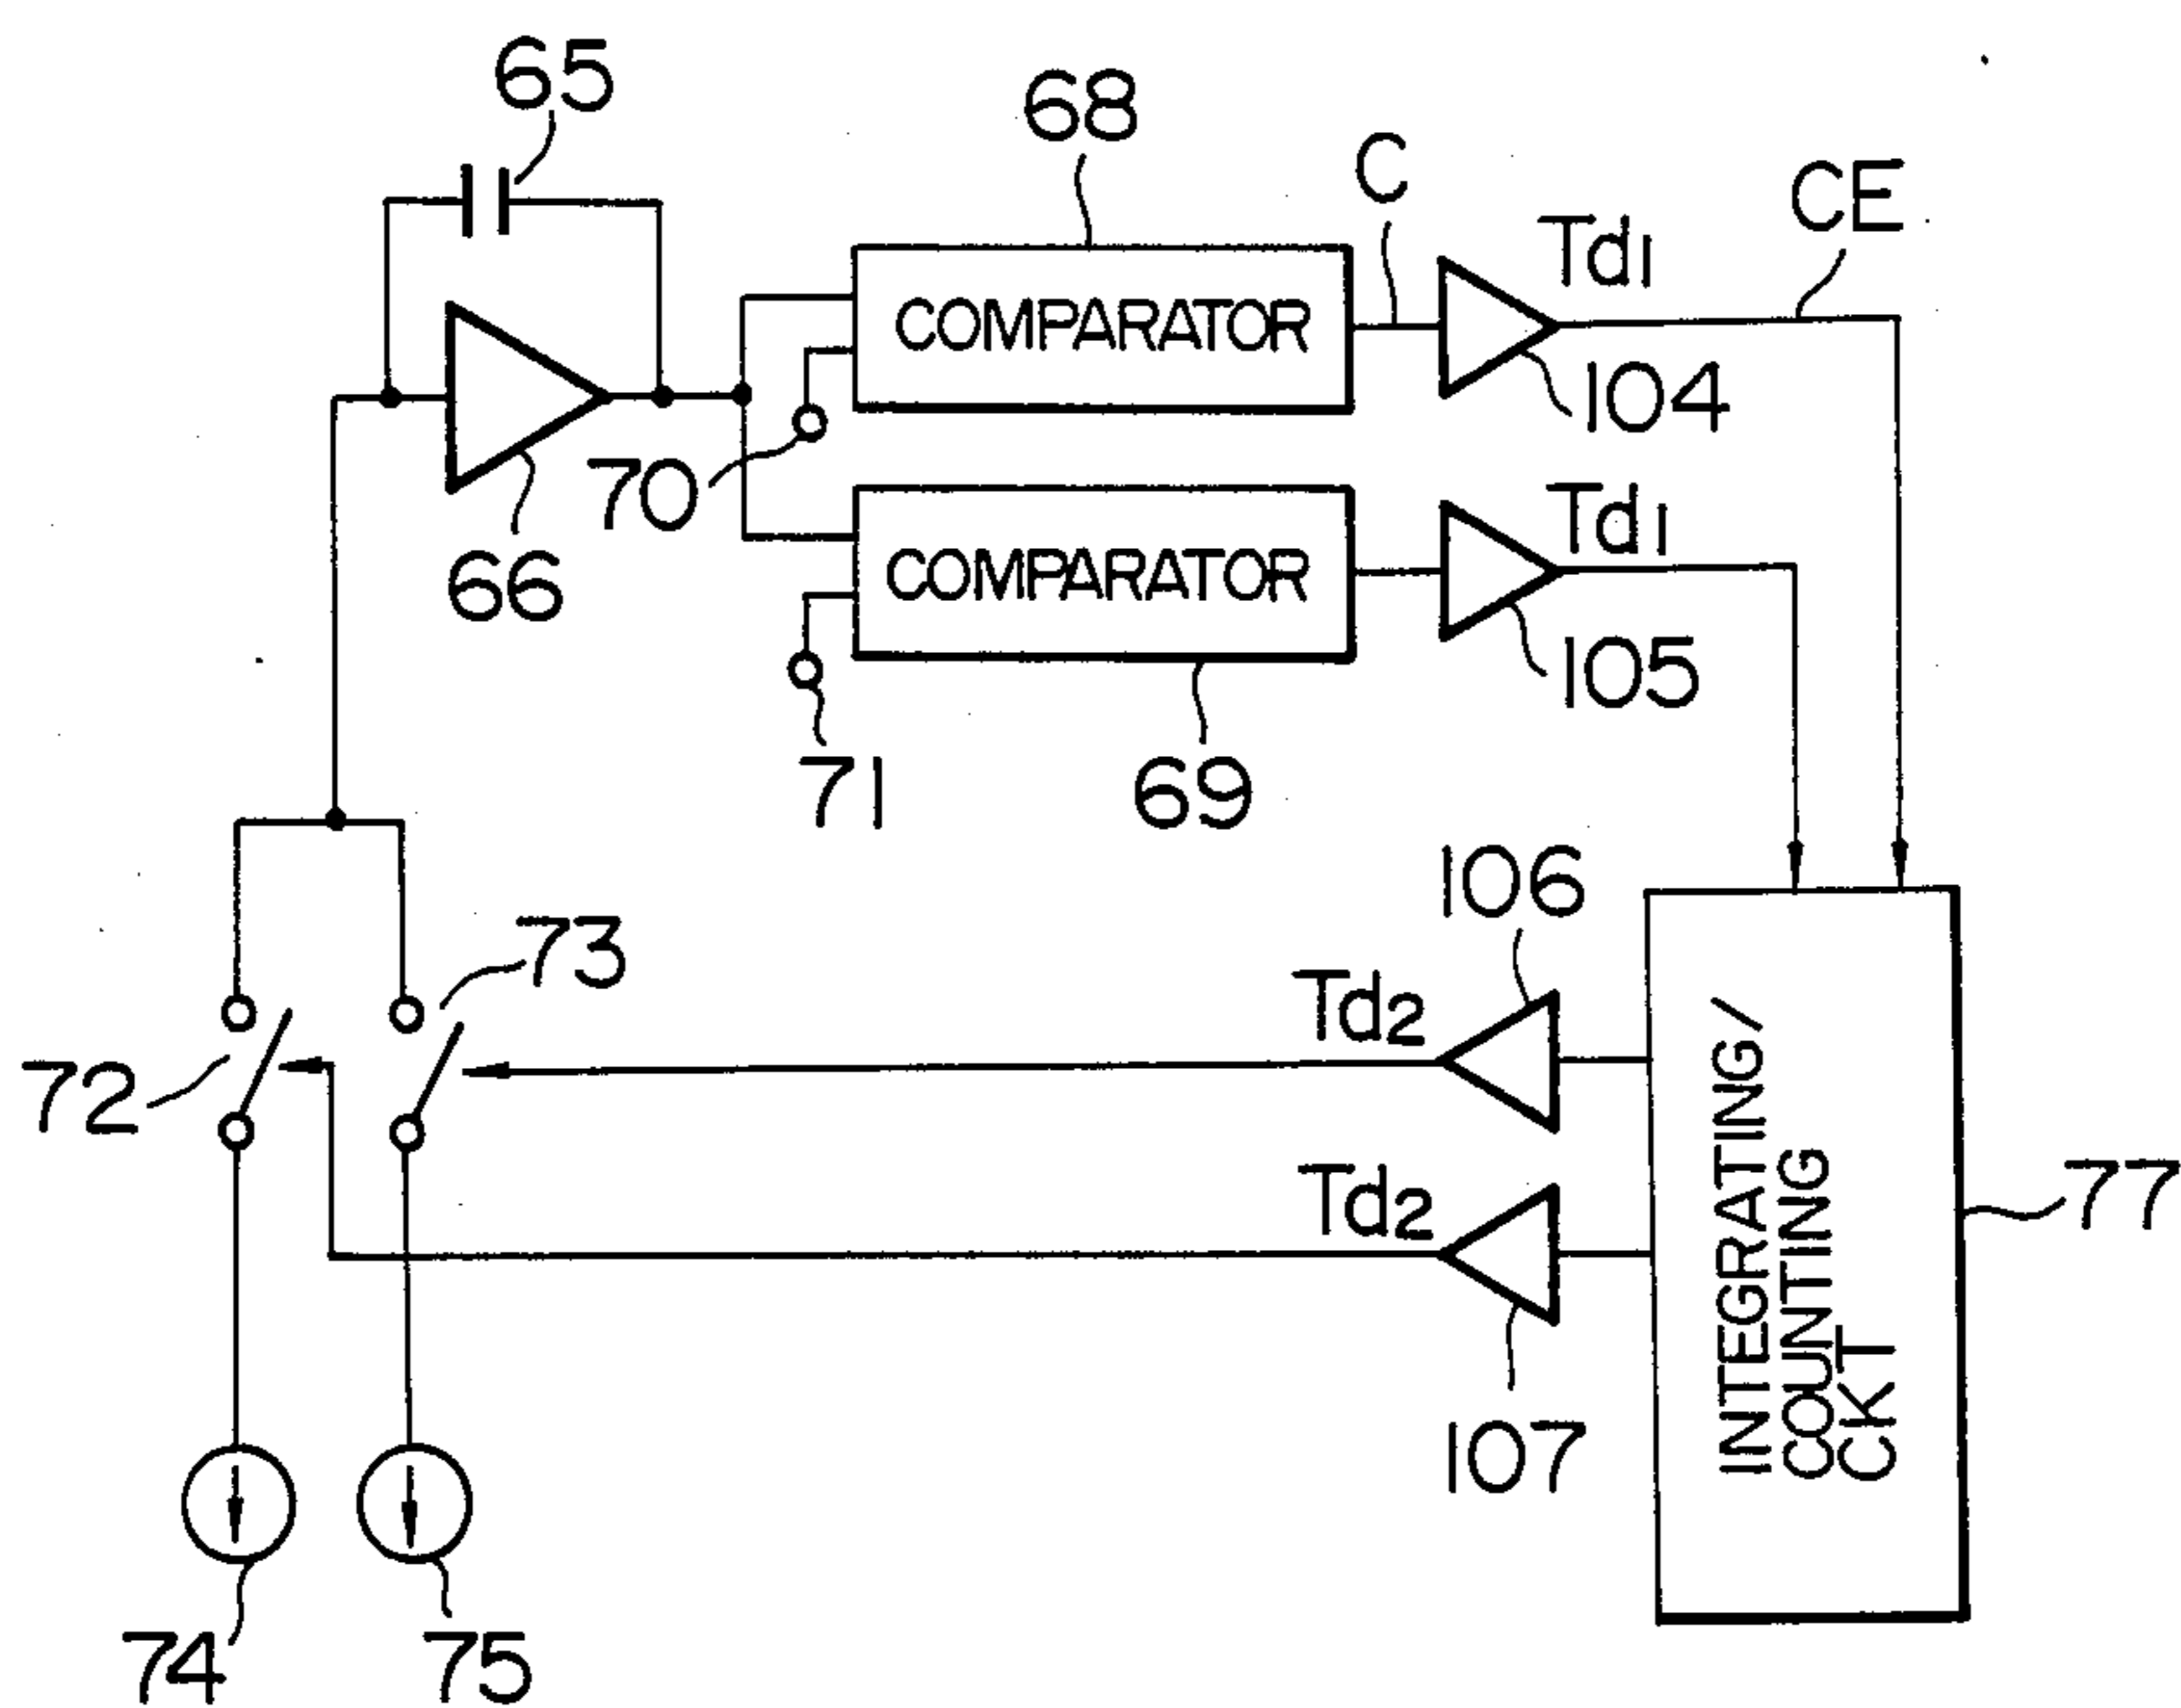 65
68
C
CE
Td1
COMPARATOR
104
70
66
Td1
COMPARATOR
105
71
69
106
73
Td2
72
INTEGRATING/
COUNTING
CKT
Td2
77
107
74
75